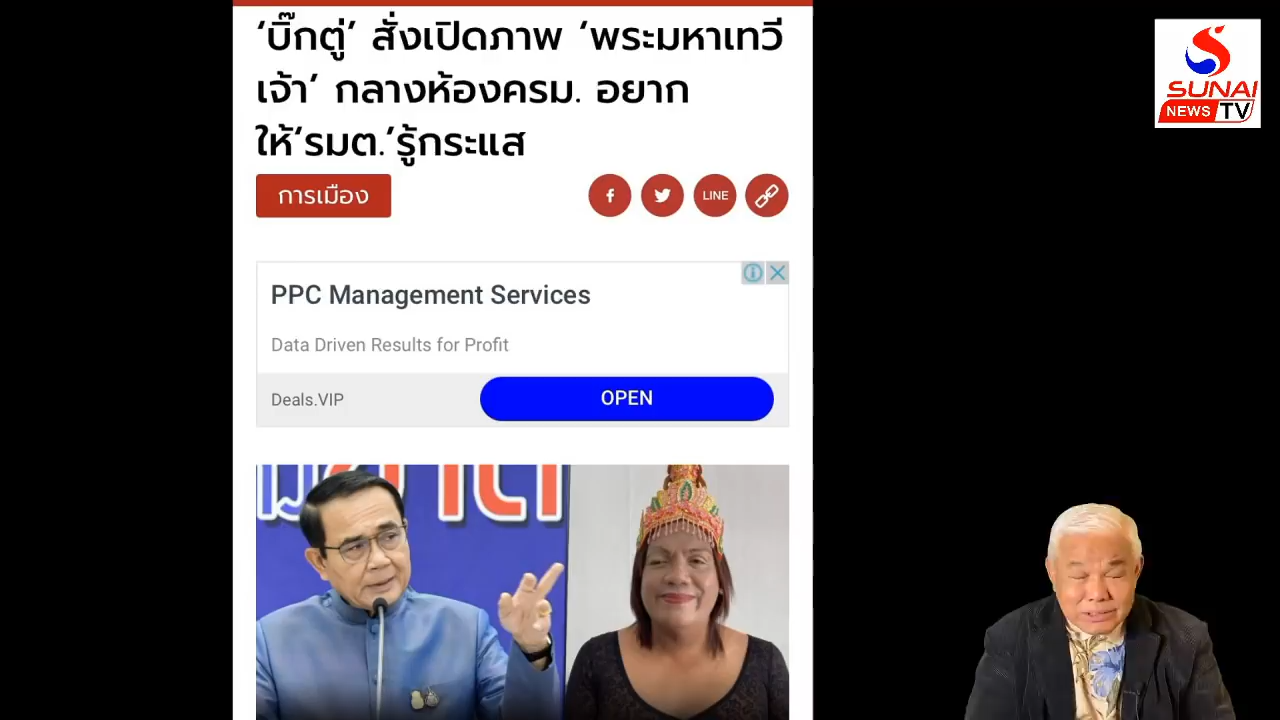 ‘บิ๊กตู่’ สั่งเปิดภาพ ‘พระมหาเทวี
เจ้า’ กลางห้องครม. อยาก
ให้‘รมต.’รู้กระแส
การเมือง
LINE
PPC Management Services
Data Driven Results for Profit
Deals.VIP
OPEN
SUNAI
NEWS TV